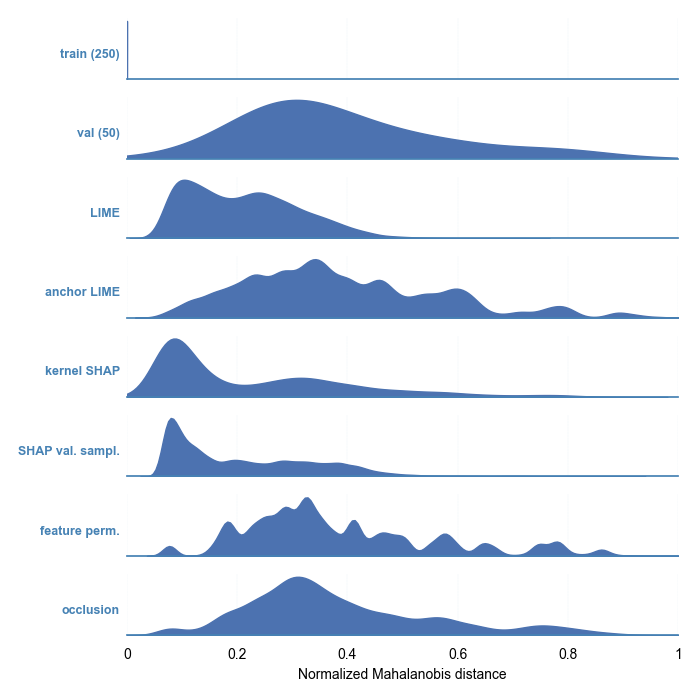 train (250)
val (50)
LIME
anchor LIME
kernel SHAP
SHAP val. sampl.
feature perm.
occlusion
0 0.2 0.4 0.6 0.8 1
Normalized Mahalanobis distance